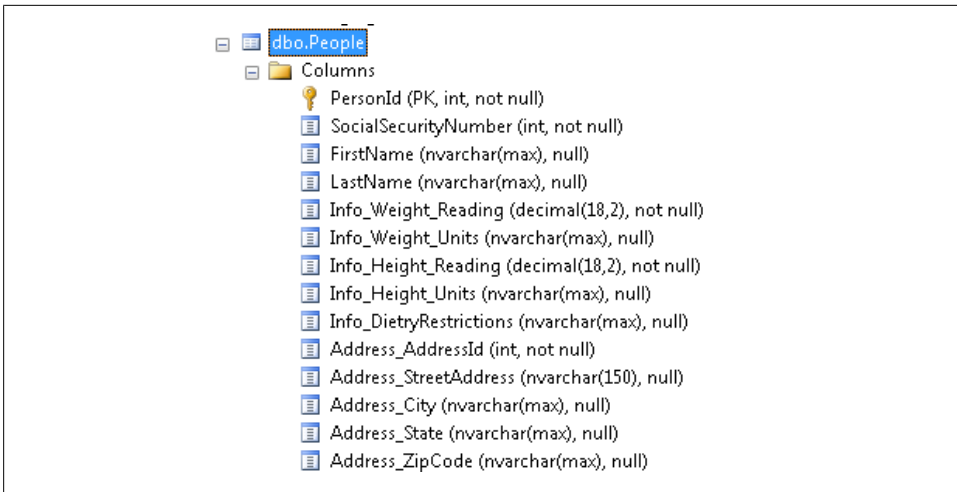 dbo.People
Columns
PersonId (PK, int, not null)
SocialSecurityNumber (int, not null)
FirstName (nvarchar(max), null)
LastName (nvarchar(max), null)
Info_Weight_Reading (decimal(18,2), not null)
Info_Weight_Units (nvarchar(max), null)
Info_Height_Reading (decimal(18,2), not null)
Info_Height_Units (nvarchar(max), null)
Info_DietryRestrictions (nvarchar(max), null)
Address_AddressId (int, not null)
Address_StreetAddress (nvarchar(150), null)
Address_City (nvarchar(max), null)
Address_State (nvarchar(max), null)
Address_ZipCode (nvarchar(max), null)